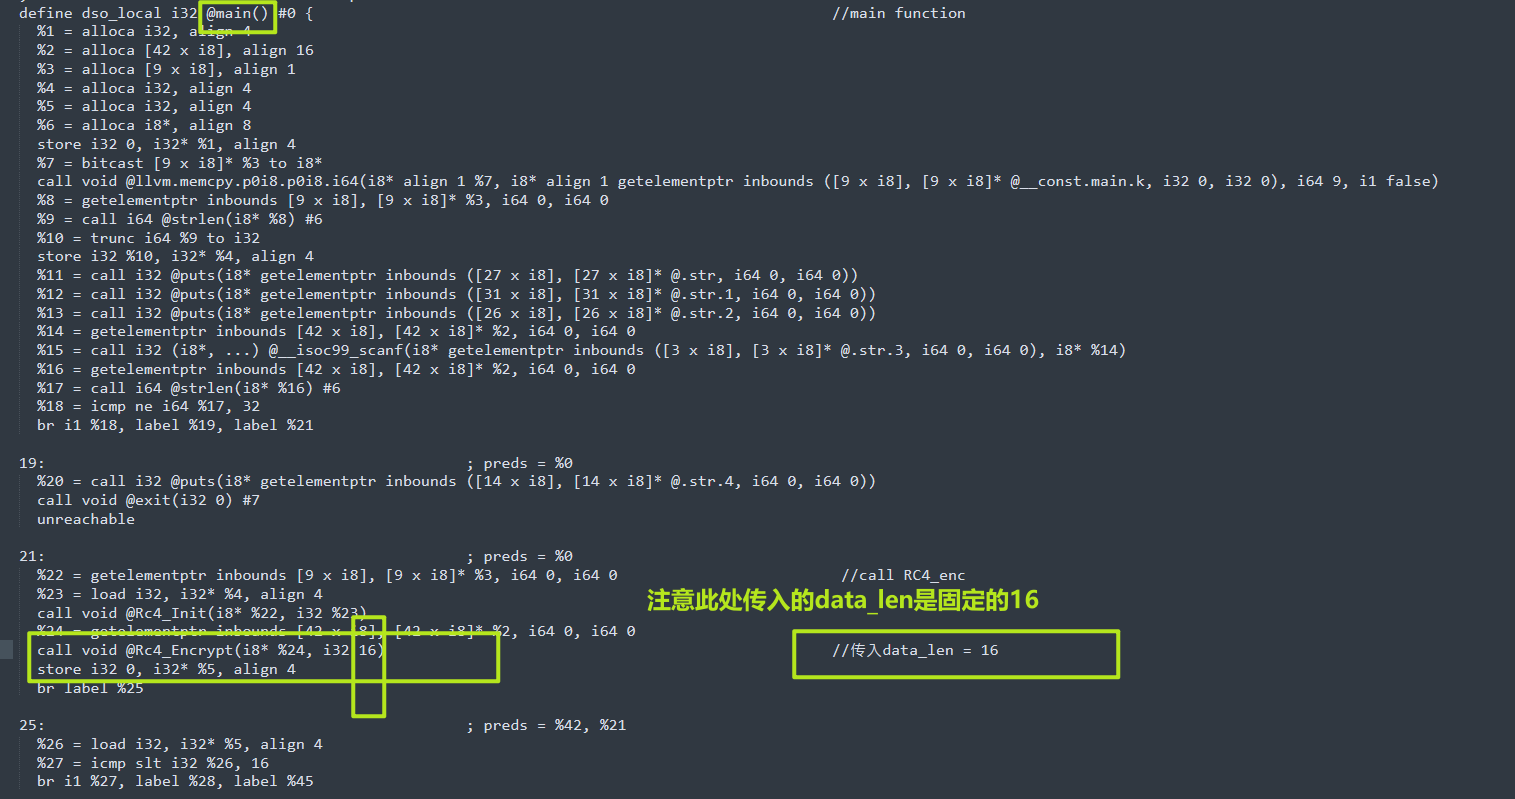 define dso_local i32 @main() #0 { //main function
%1 = alloca i32, align 4
%2 = alloca [42 x i8], align 16
%3 = alloca [9 x i8], align 1
%4 = alloca i32, align 4
%5 = alloca i32, align 4
%6 = alloca i8*, align 8
store i32 0, i32* %1, align 4
%7 = bitcast [9 x i8]* %3 to i8*
call void @llvm.memcpy.p0i8.p0i8.i64(i8* align 1 %7, i8* align 1 getelementptr inbounds ([9 x i8], [9 x i8]* @__const.main.k, i32 0, i32 0), i64 9, i1 false)
%8 = getelementptr inbounds [9 x i8], [9 x i8]* %3, i64 0, i64 0
%9 = call i64 @strlen(i8* %8) #6
%10 = trunc i64 %9 to i32
store i32 %10, i32* %4, align 4
%11 = call i32 @puts(i8* getelementptr inbounds ([27 x i8], [27 x i8]* @.str, i64 0, i64 0))
%12 = call i32 @puts(i8* getelementptr inbounds ([31 x i8], [31 x i8]* @.str.1, i64 0, i64 0))
%13 = call i32 @puts(i8* getelementptr inbounds ([26 x i8], [26 x i8]* @.str.2, i64 0, i64 0))
%14 = getelementptr inbounds [42 x i8], [42 x i8]* %2, i64 0, i64 0
%15 = call i32 (i8*, ...) @__isoc99_scanf(i8* getelementptr inbounds ([3 x i8], [3 x i8]* @.str.3, i64 0, i64 0), i8* %14)
%16 = getelementptr inbounds [42 x i8], [42 x i8]* %2, i64 0, i64 0
%17 = call i64 @strlen(i8* %16) #6
%18 = icmp ne i64 %17, 32
br i1 %18, label %19, label %21
19: ; preds = %0
%20 = call i32 @puts(i8* getelementptr inbounds ([14 x i8], [14 x i8]* @.str.4, i64 0, i64 0))
call void @exit(i32 0) #7
unreachable
21: ; preds = %0
%22 = getelementptr inbounds [9 x i8], [9 x i8]* %3, i64 0, i64 0 //call RC4_enc
%23 = load i32, i32* %4, align 4
注意此处传入的data_len是固定的16
call void @Rc4_Init(i8* %22, i32 %23)
%24 = getelementptr inbounds [42 x i8], [42 x i8]* %2, i64 0, i64 0
call void @Rc4_Encrypt(i8* %24, i32 16) //传入data_len = 16
store i32 0, i32* %5, align 4
br label %25
25: ; preds = %42, %21
%26 = load i32, i32* %5, align 4
%27 = icmp slt i32 %26, 16
br i1 %27, label %28, label %45